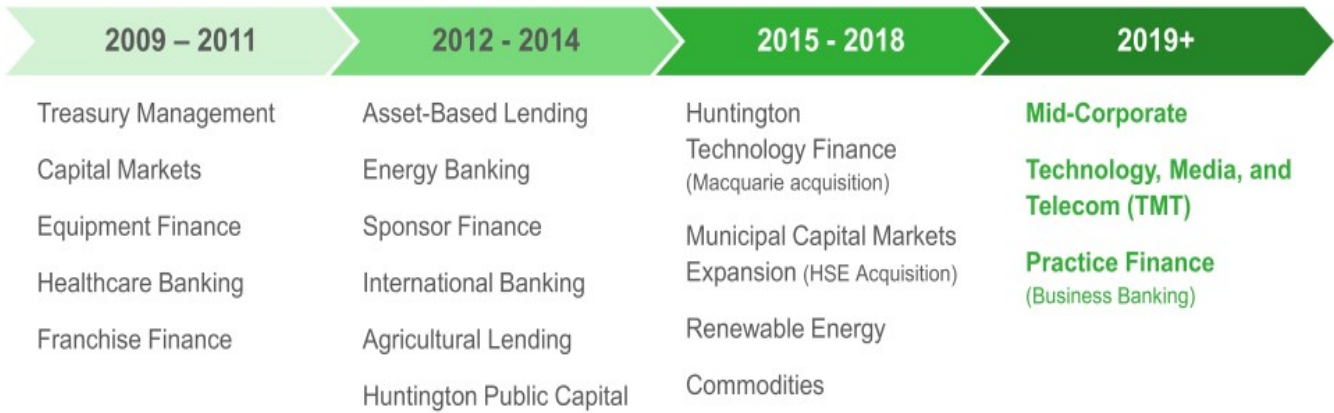 2009 – 2011
2012 - 2014
2015 - 2018
2019+
Treasury Management
Capital Markets
Equipment Finance
Healthcare Banking
Franchise Finance
Asset-Based Lending
Energy Banking
Sponsor Finance
International Banking
Agricultural Lending
Huntington Public Capital
Huntington
Technology Finance
(Macquarie acquisition)
Municipal Capital Markets
Expansion (HSE Acquisition)
Renewable Energy
Commodities
Mid-Corporate
Technology, Media, and
Telecom (TMT)
Practice Finance
(Business Banking)